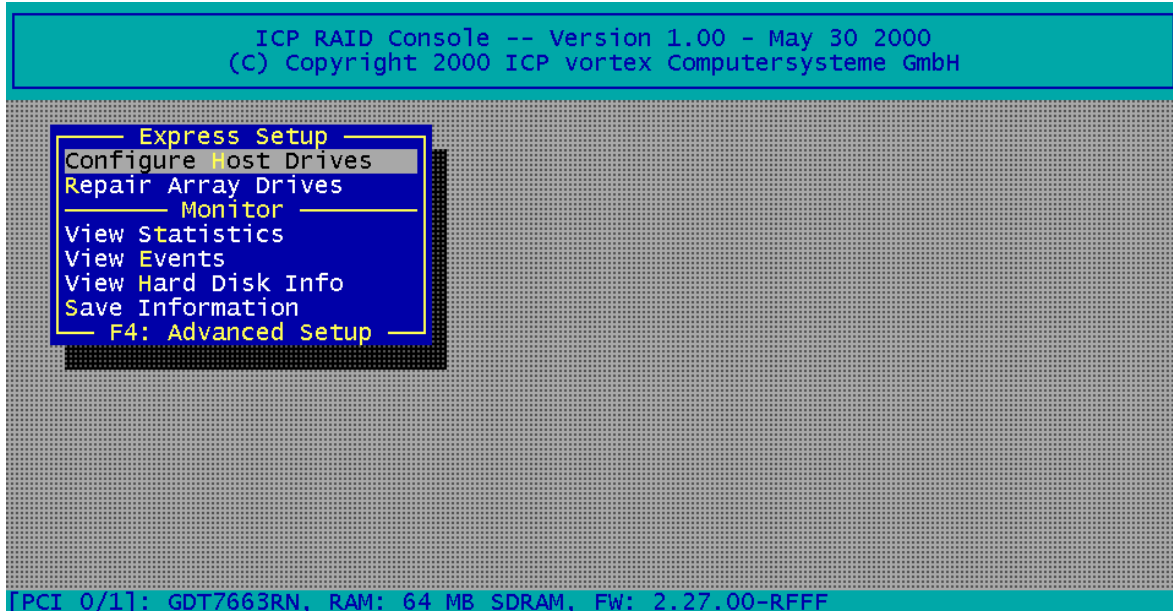 ICP RAID Console -- Version 1.00 - May 30 2000
(C) Copyright 2000 ICP vortex Computersysteme GmbH
Express Setup
Configure Host Drives
Repair Array Drives
Monitor
View Statistics
View Events
View Hard Disk Info
Save Information
F4: Advanced Setup
[PCI 0/1]: GDT7663RN, RAM: 64 MB SDRAM, FW: 2.27.00-RFFF